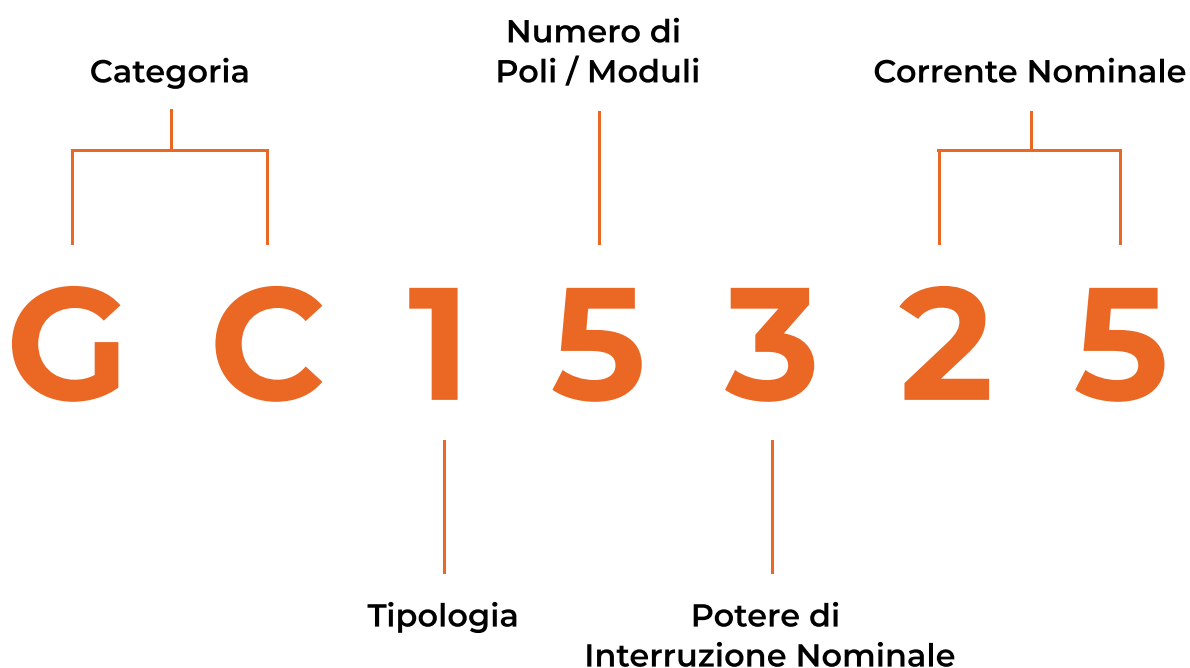 Numero di
Categoria
Poli / Moduli
Corrente Nominale
G C 1 5 3 2 5
Tipologia
Potere di
Interruzione Nominale